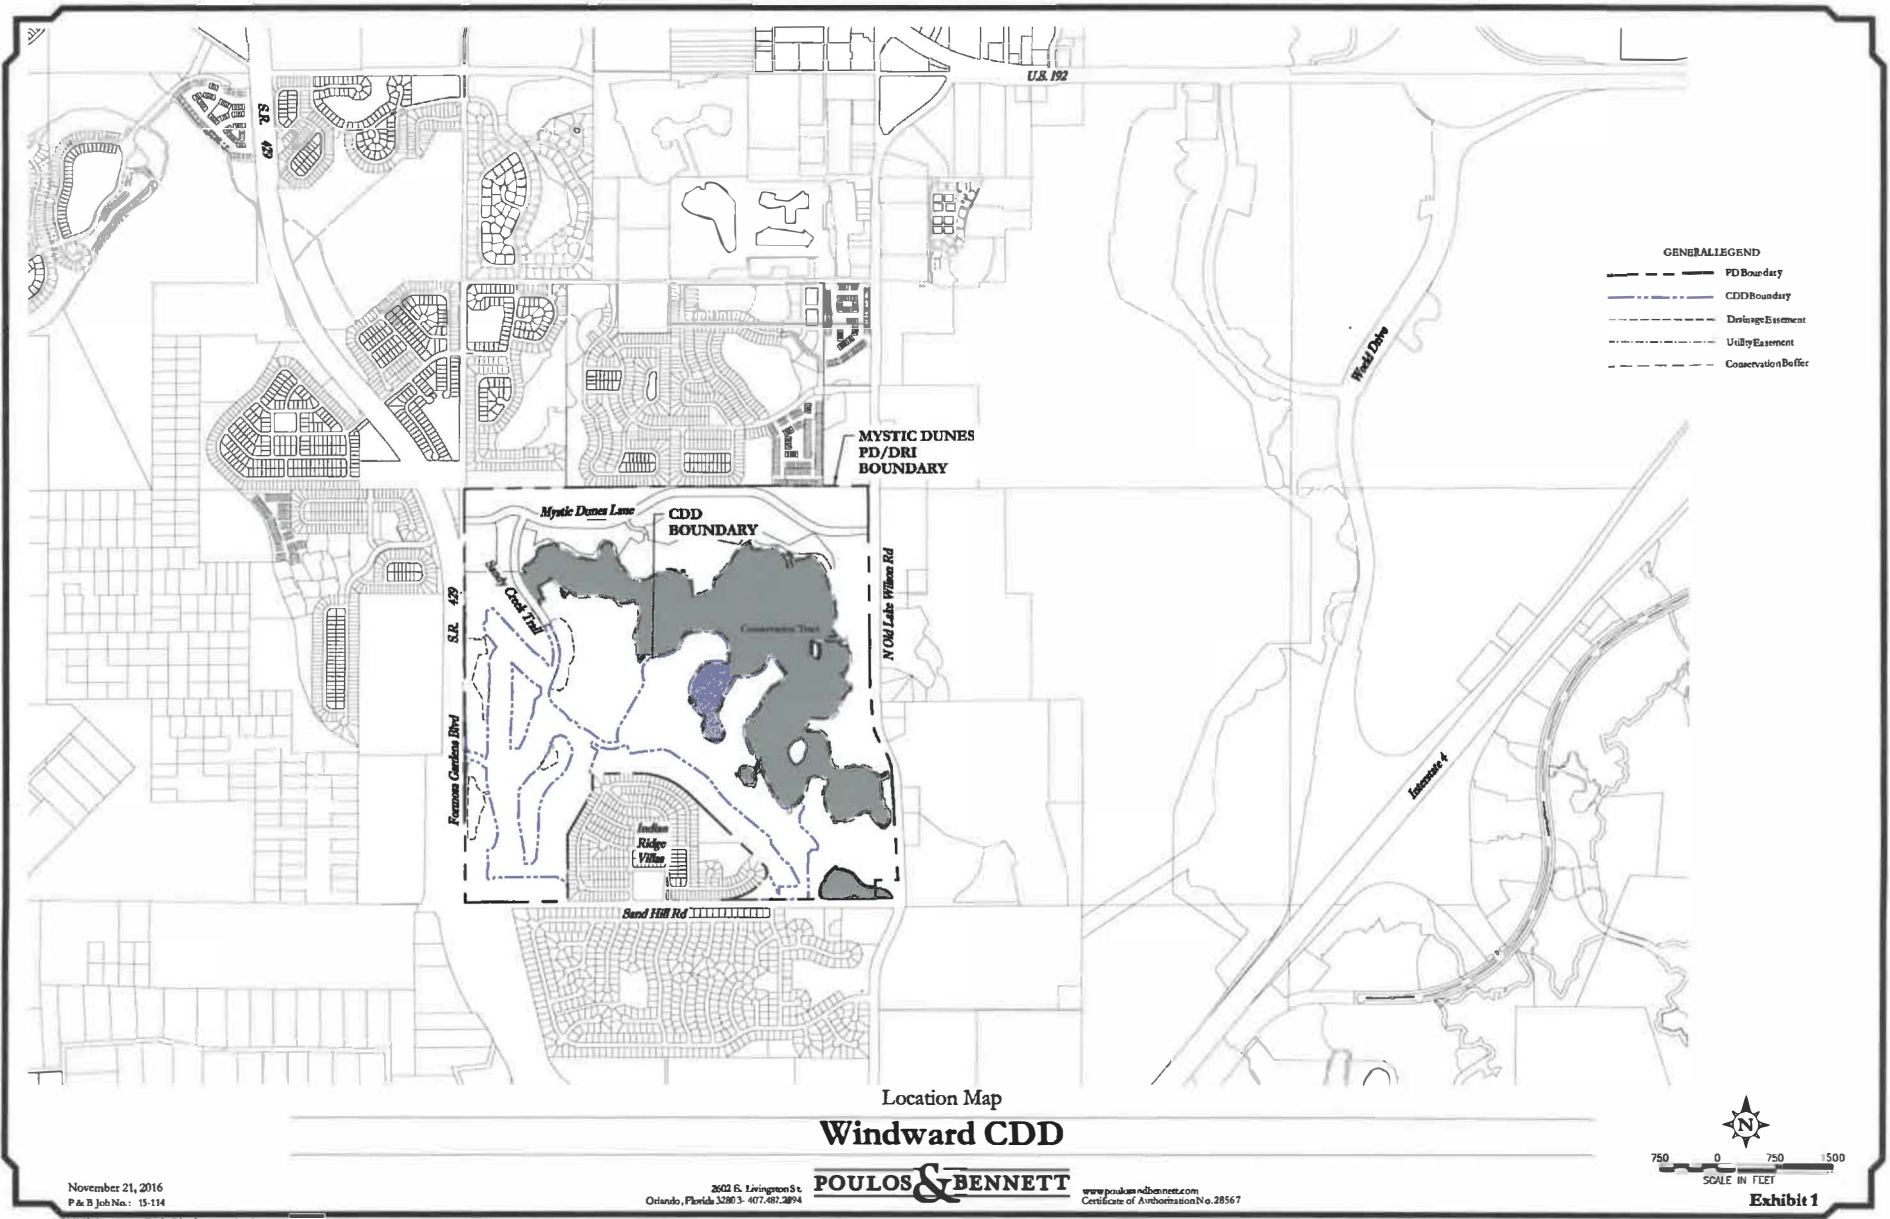 U.S. 192
S.R. 429
GENERAL LEGEND
PD Boundary
CDD Boundary
Drainage Easement
Utility Easement
Conservation Buffer
World Drive
MYSTIC DUNES
PD/DRI
BOUNDARY
Mystic Dunes Lane
CDD
BOUNDARY
Sandy Creek Trail
N Old Lake Wilson Rd
S.R. 429
Conservation Tract
Formosa Gardens Blvd
Interstate 4
Indian
Ridge
Villas
Sand Hill Rd
Location Map
Windward CDD
POULOS & BENNETT
November 21, 2016
P & B Job No.: 15-114
2602 E. Livingston St.
Orlando, Florida 32803- 407.487.2594
www.poulosandbennett.com
Certificate of Authorization No. 28567
N
750 0 750 1500
SCALE IN FEET
Exhibit 1